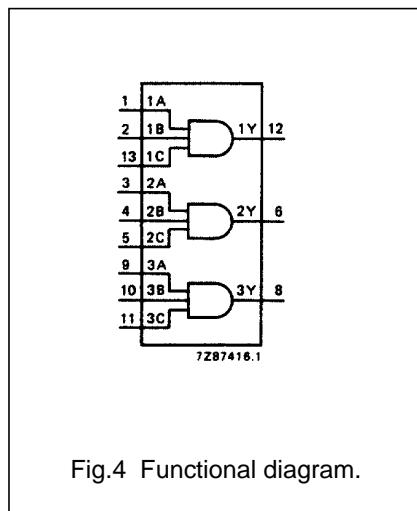 1 1A
2 1B 1Y 12
13 1C
3 2A
4 2B 2Y 6
5 2C
9 3A
10 3B 3Y 8
11 3C
7Z87416.1
Fig.4 Functional diagram.